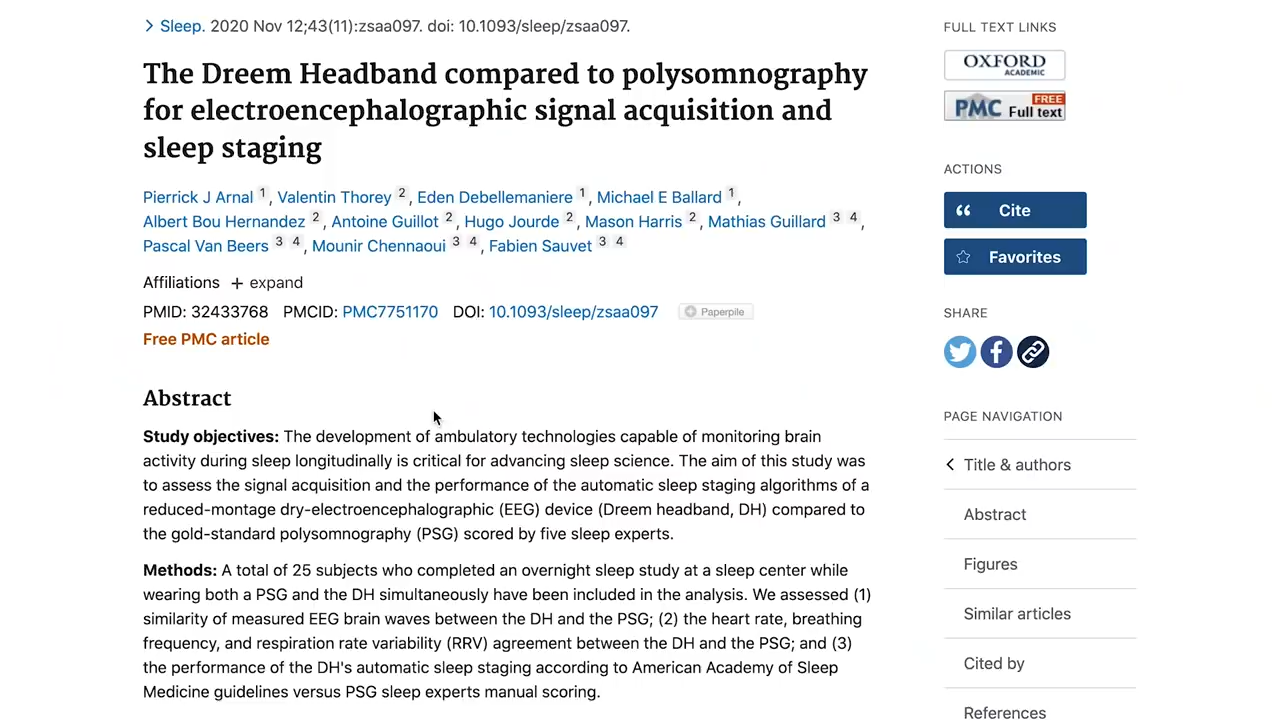 Sleep. 2020 Nov 12;43(11):zsaa097. doi: 10.1093/sleep/zsaa097.
The Dreem Headband compared to polysomnography
for electroencephalographic signal acquisition and
sleep staging
Pierrick J Arnal 1, Valentin Thorey 2, Eden Debellemaniere 1, Michael E Ballard 1,
Albert Bou Hernandez 2, Antoine Guillot 2, Hugo Jourde 2, Mason Harris 2, Mathias Guillard 3 4,
Pascal Van Beers 3 4, Mounir Chennaoui 3 4, Fabien Sauvet 3 4
Affiliations + expand
PMID: 32433768 PMCID: PMC7751170 DOI: 10.1093/sleep/zsaa097 Paperpile
Free PMC article
Abstract
Study objectives: The development of ambulatory technologies capable of monitoring brain
activity during sleep longitudinally is critical for advancing sleep science. The aim of this study was
to assess the signal acquisition and the performance of the automatic sleep staging algorithms of a
reduced-montage dry-electroencephalographic (EEG) device (Dreem headband, DH) compared to
the gold-standard polysomnography (PSG) scored by five sleep experts.
Methods: A total of 25 subjects who completed an overnight sleep study at a sleep center while
wearing both a PSG and the DH simultaneously have been included in the analysis. We assessed (1)
similarity of measured EEG brain waves between the DH and the PSG; (2) the heart rate, breathing
frequency, and respiration rate variability (RRV) agreement between the DH and the PSG; and (3)
the performance of the DH's automatic sleep staging according to American Academy of Sleep
Medicine guidelines versus PSG sleep experts manual scoring.
FULL TEXT LINKS
OXFORD
ACADEMIC
PMC FREE
Full text
ACTIONS
Cite
Favorites
SHARE
PAGE NAVIGATION
Title & authors
Abstract
Figures
Similar articles
Cited by
References